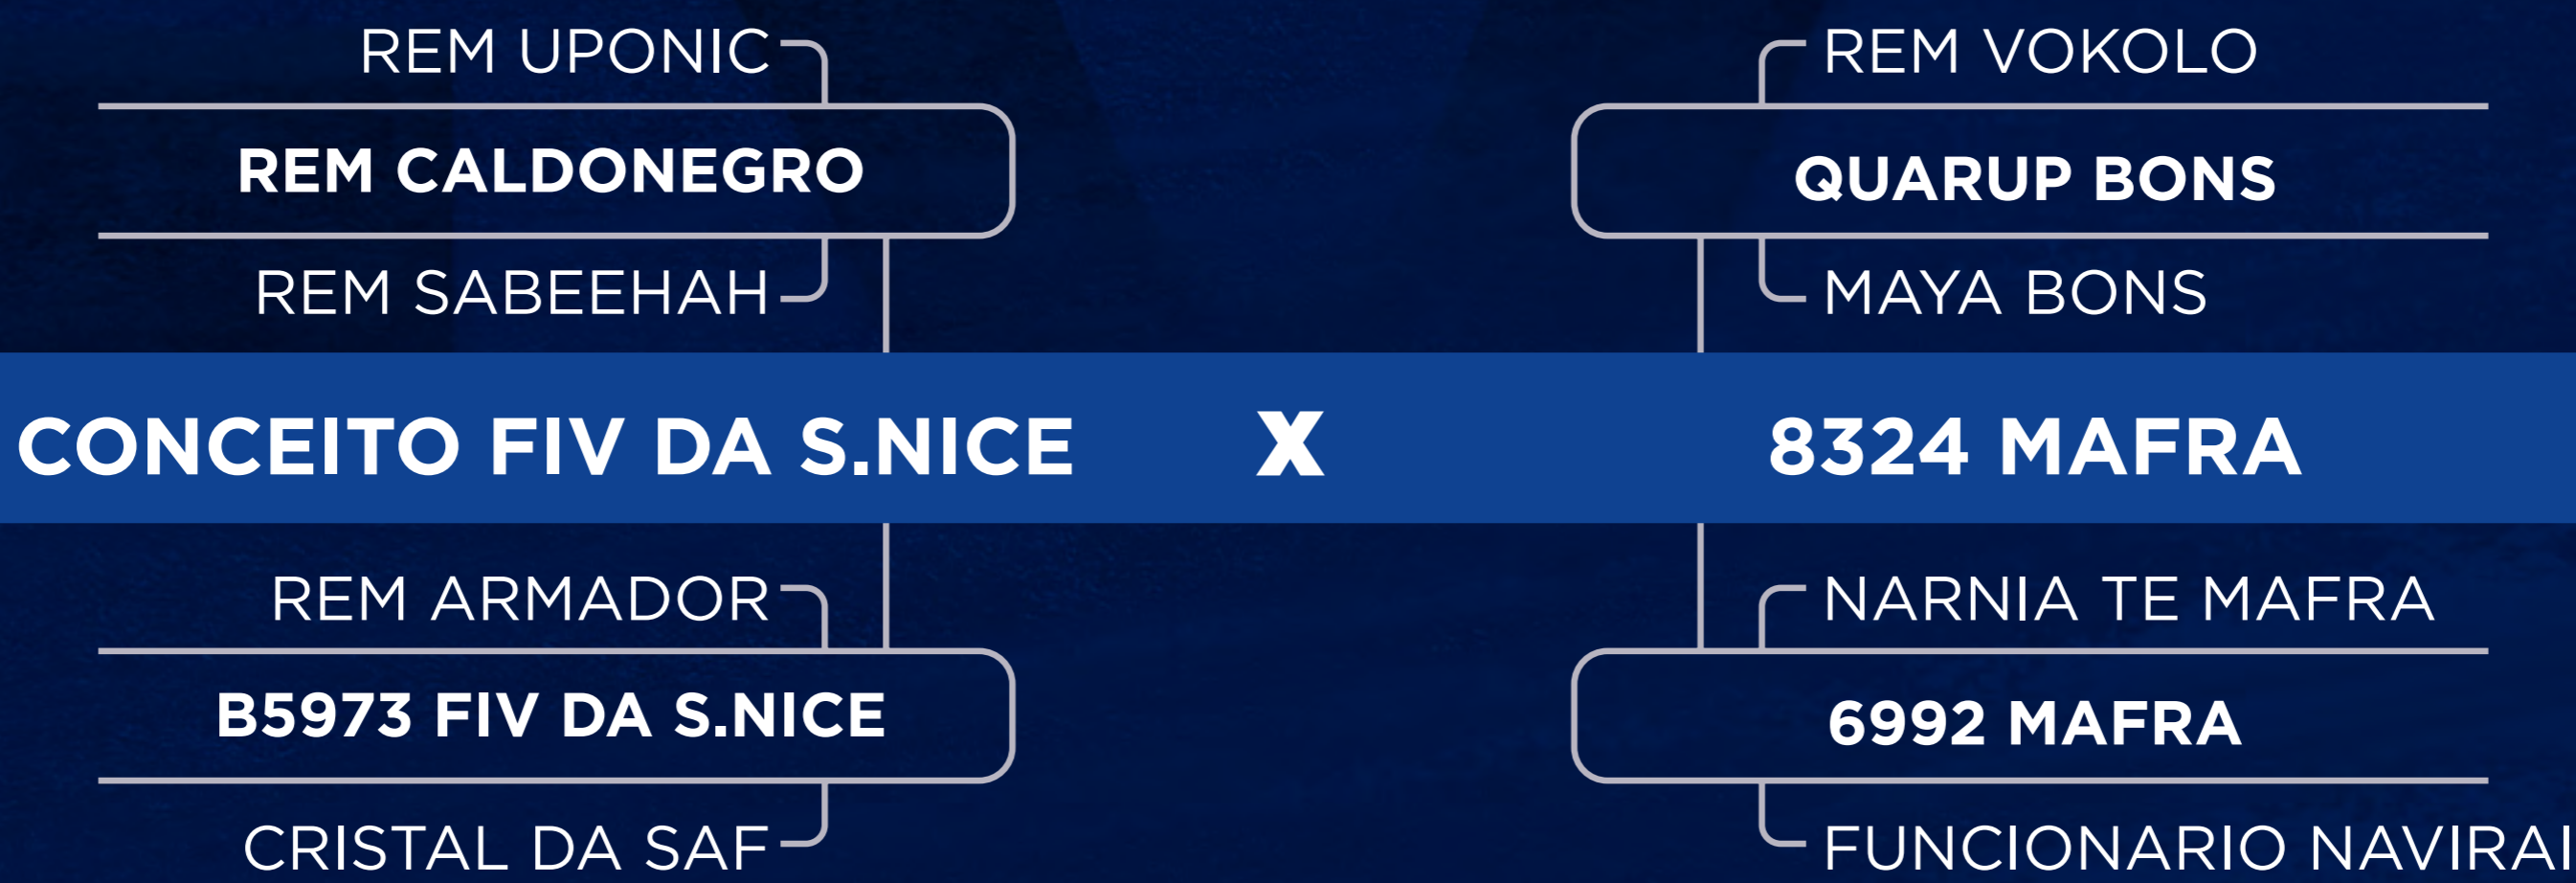 REM UPONIC
REM CALDONEGRO
REM SABEEHAH
REM VOKOLO
QUARUP BONS
MAYA BONS
CONCEITO FIV DA S.NICE X 8324 MAFRA
REM ARMADOR
B5973 FIV DA S.NICE
CRISTAL DA SAF
NARNIA TE MAFRA
6992 MAFRA
FUNCIONARIO NAVIRAI